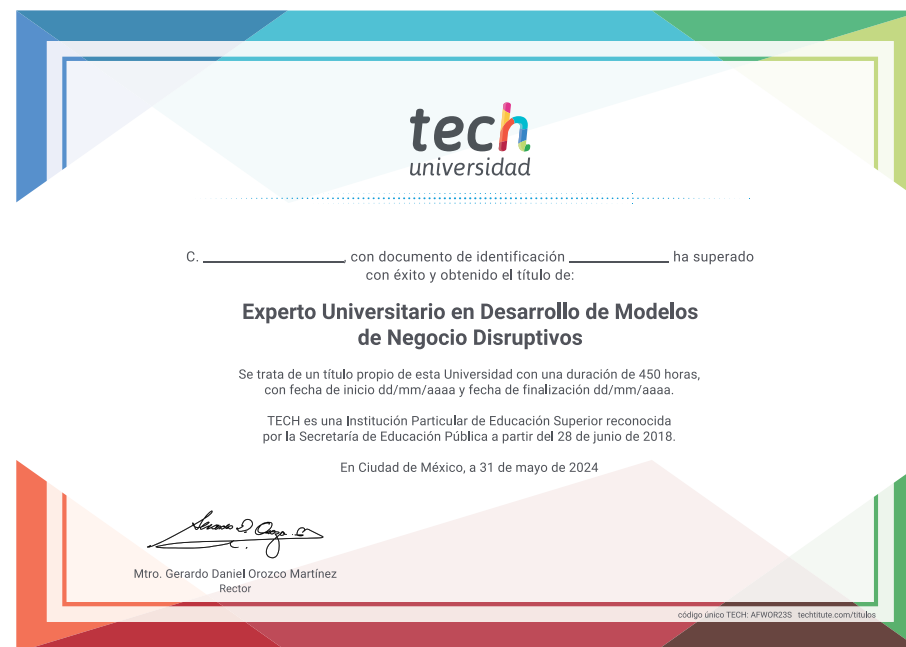 tech
universidad
C. ____________, con documento de identificación ____________ ha superado
con éxito y obtenido el título de:
Experto Universitario en Desarrollo de Modelos
de Negocio Disruptivos
Se trata de un título propio de esta Universidad con una duración de 450 horas,
con fecha de inicio dd/mm/aaaa y fecha de finalización dd/mm/aaaa.
TECH es una Institución Particular de Educación Superior reconocida
por la Secretaría de Educación Pública a partir del 28 de junio de 2018.
En Ciudad de México, a 31 de mayo de 2024
Mtro. Gerardo Daniel Orozco Martínez
Rector
código único TECH: AFWOR23S techtitute.com/titulos